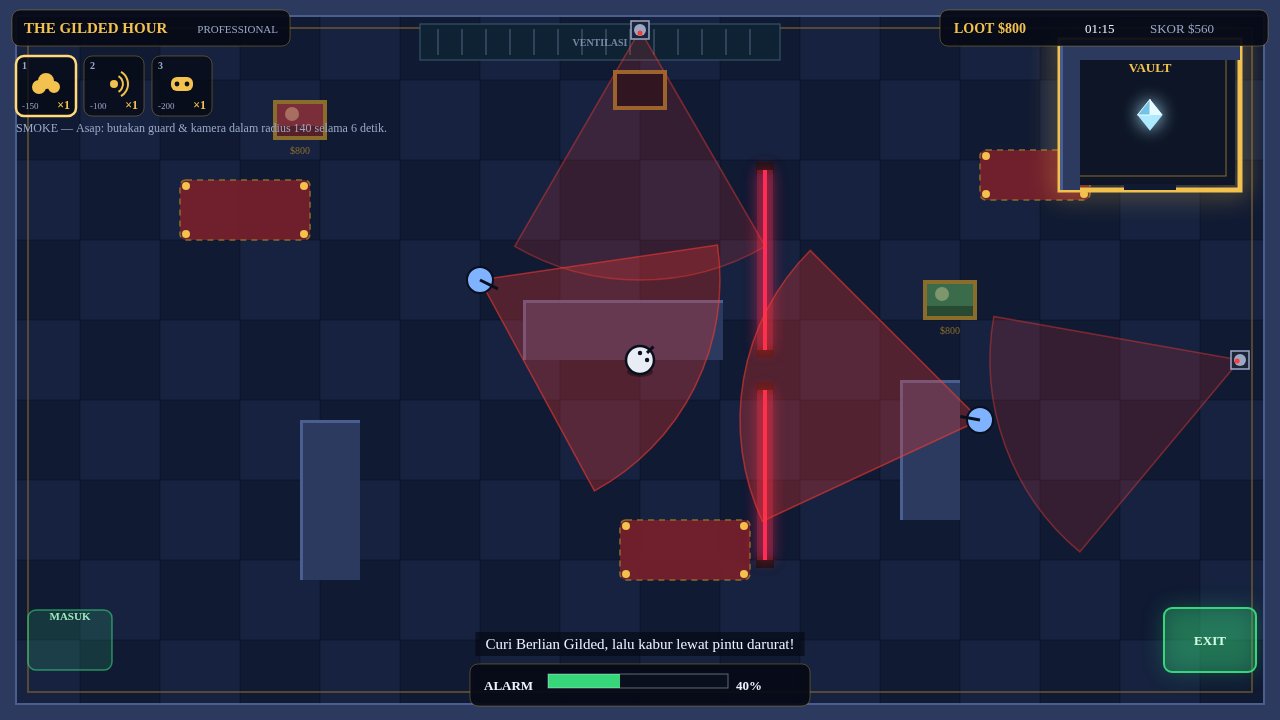 THE GILDED HOUR PROFESSIONAL
LOOT $800 01:15 SKOR $560
VENTILASI
1 -150 ×1
2 -100 ×1
3 -200 ×1
SMOKE — Asap: butakan guard & kamera dalam radius 140 selama 6 detik.
$800
VAULT
$800
MASUK
EXIT
Curi Berlian Gilded, lalu kabur lewat pintu darurat!
ALARM 40%